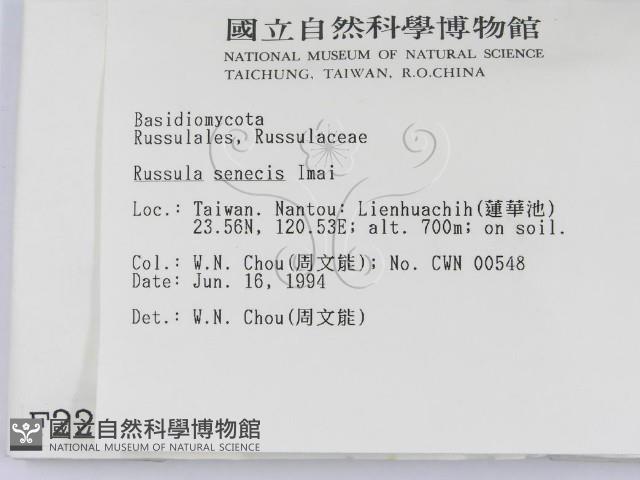 國立自然科學博物館
NATIONAL MUSEUM OF NATURAL SCIENCE
TAICHUNG, TAIWAN, R.O.CHINA
Basidiomycota
Russulales, Russulaceae
Russula senecis Imai
Loc.: Taiwan. Nantou: Lienhuachih(蓮華池)
23.56N, 120.53E; alt. 700m; on soil.
Col.: W.N. Chou(周文能); No. CWN 00548
Date: Jun. 16, 1994
Det.: W.N. Chou(周文能)
F22
國立自然科學博物館
NATIONAL MUSEUM OF NATURAL SCIENCE